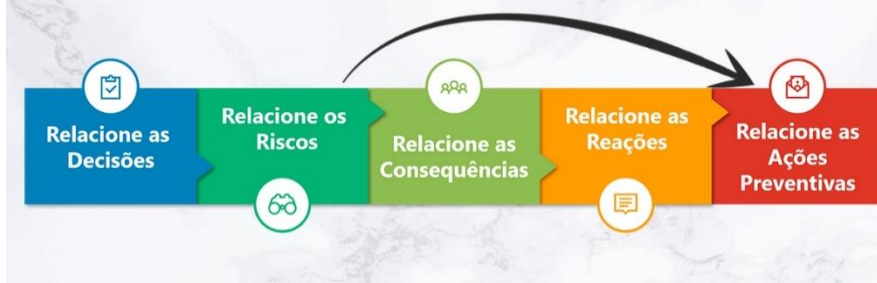 Relacione as
Decisões
Relacione os
Riscos
Relacione as
Consequências
Relacione as
Reações
Relacione as
Ações
Preventivas